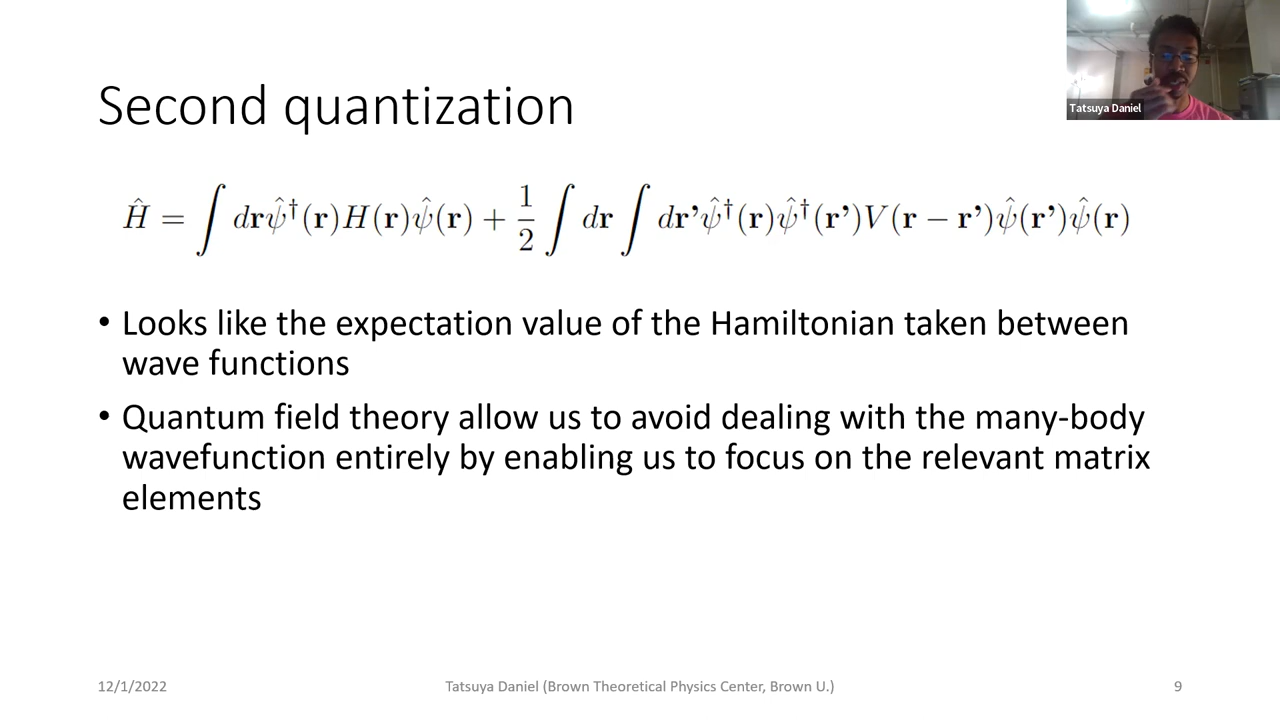 Tatsuya Daniel
Second quantization
Ĥ = ∫ d𝐫ψ̂†(𝐫)H(𝐫)ψ̂(𝐫) + 1/2 ∫ d𝐫 ∫ d𝐫’ψ̂†(𝐫)ψ̂†(𝐫’)V(𝐫 − 𝐫’)ψ̂(𝐫’)ψ̂(𝐫)
• Looks like the expectation value of the Hamiltonian taken between
wave functions
• Quantum field theory allow us to avoid dealing with the many-body
wavefunction entirely by enabling us to focus on the relevant matrix
elements
12/1/2022
Tatsuya Daniel (Brown Theoretical Physics Center, Brown U.)
9